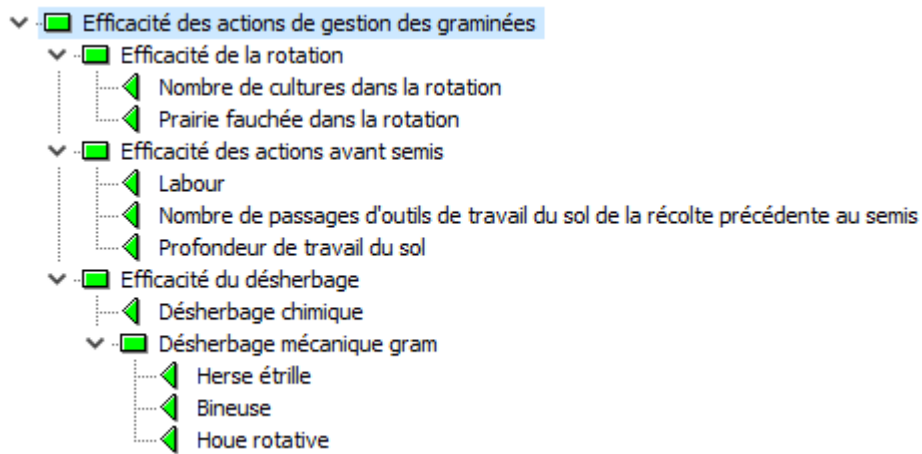 Efficacité des actions de gestion des graminées
Efficacité de la rotation
Nombre de cultures dans la rotation
Prairie fauchée dans la rotation
Efficacité des actions avant semis
Labour
Nombre de passages d'outils de travail du sol de la récolte précédente au semis
Profondeur de travail du sol
Efficacité du désherbage
Désherbage chimique
Désherbage mécanique gram
Herse étrille
Bineuse
Houe rotative